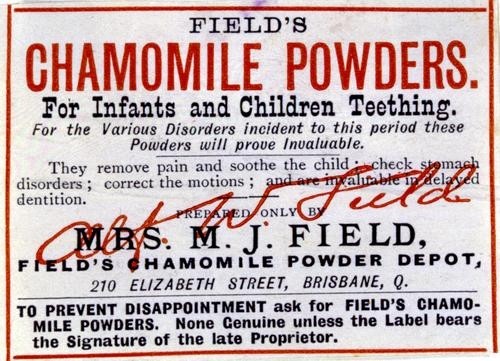 FIELD'S
CHAMOMILE POWDERS.
For Infants and Children Teething.
For the Various Disorders incident to this period these
Powders will prove Invaluable.
They remove pain and soothe the child; check stomach
disorders; correct the motions; and are invaluable in delayed
dentition.
PREPARED ONLY BY
Alf. W. Field
MRS. M. J. FIELD,
FIELD'S CHAMOMILE POWDER DEPOT,
210 ELIZABETH STREET, BRISBANE, Q.
TO PREVENT DISAPPOINTMENT ask for FIELD'S CHAMO-
MILE POWDERS. None Genuine unless the Label bears
the Signature of the late Proprietor.